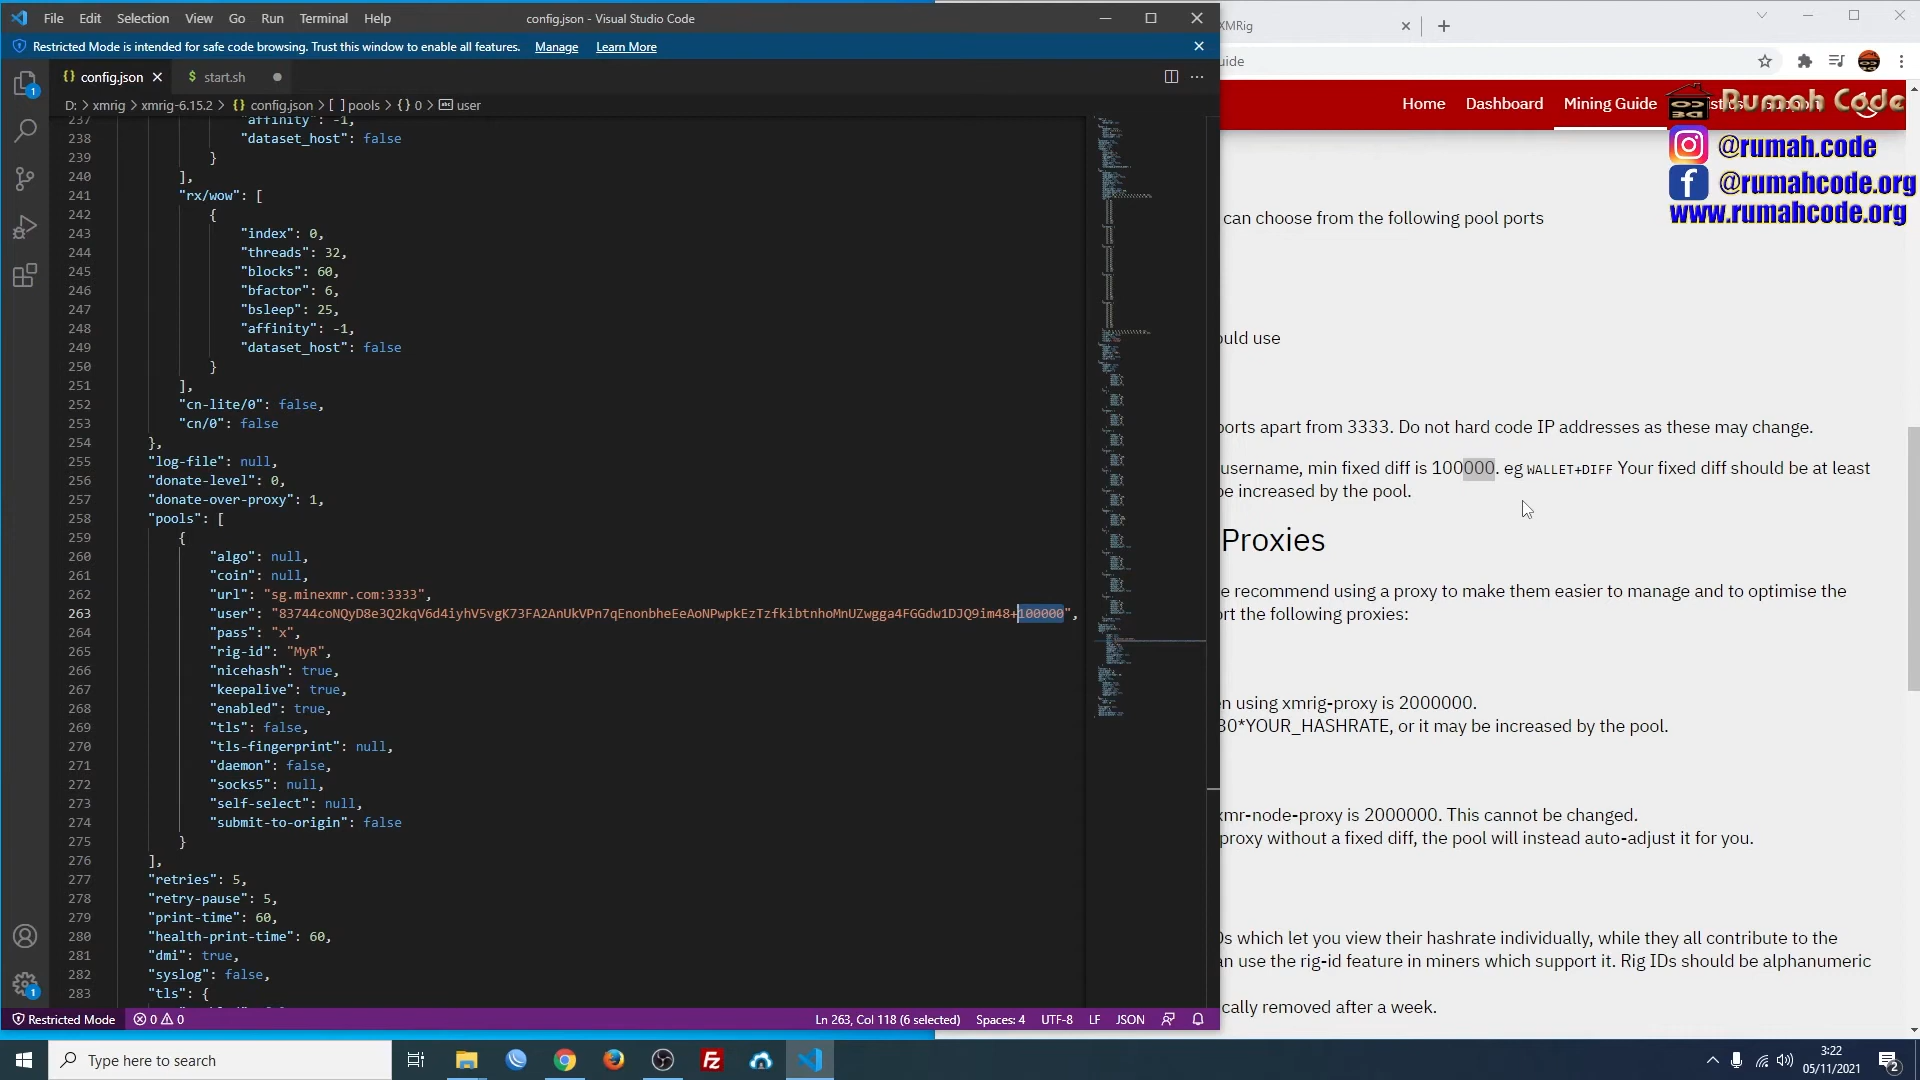 File Edit Selection View Go Run Terminal Help
config.json - Visual Studio Code
Restricted Mode is intended for safe code browsing. Trust this window to enable all features. Manage Learn More
config.json
$ start.sh
D: > xmrig > xmrig-6.15.2 > {} config.json > [ ] pools > {} 0 > user
237 "affinity": -1,
238 "dataset_host": false
239 }
240 ],
241 "rx/wow": [
242 {
243 "index": 0,
244 "threads": 32,
245 "blocks": 60,
246 "bfactor": 6,
247 "bsleep": 25,
248 "affinity": -1,
249 "dataset_host": false
250 }
251 ],
252 "cn-lite/0": false,
253 "cn/0": false
254 },
255 "log-file": null,
256 "donate-level": 0,
257 "donate-over-proxy": 1,
258 "pools": [
259 {
260 "algo": null,
261 "coin": null,
262 "url": "sg.minexmr.com:3333",
263 "user": "83744coNQyD8e3Q2kqV6d4iyhV5vgK73FA2AnUkVPn7qEnonbheEeAoNPwpkEzTzfkibtnhoMnUZwgga4FGGdw1DJQ9im48+100000",
264 "pass": "x",
265 "rig-id": "MyR",
266 "nicehash": true,
267 "keepalive": true,
268 "enabled": true,
269 "tls": false,
270 "tls-fingerprint": null,
271 "daemon": false,
272 "socks5": null,
273 "self-select": null,
274 "submit-to-origin": false
275 }
276 ],
277 "retries": 5,
278 "retry-pause": 5,
279 "print-time": 60,
280 "health-print-time": 60,
281 "dmi": true,
282 "syslog": false,
283 "tls": {
Restricted Mode 0 0
Ln 263, Col 118 (6 selected) Spaces: 4 UTF-8 LF JSON
XMRig
uide
Home Dashboard Mining Guide
Rumah Code
@rumah.code
@rumahcode.org
www.rumahcode.org
can choose from the following pool ports
ould use
orts apart from 3333. Do not hard code IP addresses as these may change.
username, min fixed diff is 100000. eg WALLET+DIFF Your fixed diff should be at least
be increased by the pool.
Proxies
e recommend using a proxy to make them easier to manage and to optimise the
ort the following proxies:
en using xmrig-proxy is 2000000.
30*YOUR_HASHRATE, or it may be increased by the pool.
xmr-node-proxy is 2000000. This cannot be changed.
proxy without a fixed diff, the pool will instead auto-adjust it for you.
Ds which let you view their hashrate individually, while they all contribute to the
an use the rig-id feature in miners which support it. Rig IDs should be alphanumeric
cally removed after a week.
Type here to search
3:22
05/11/2021
2